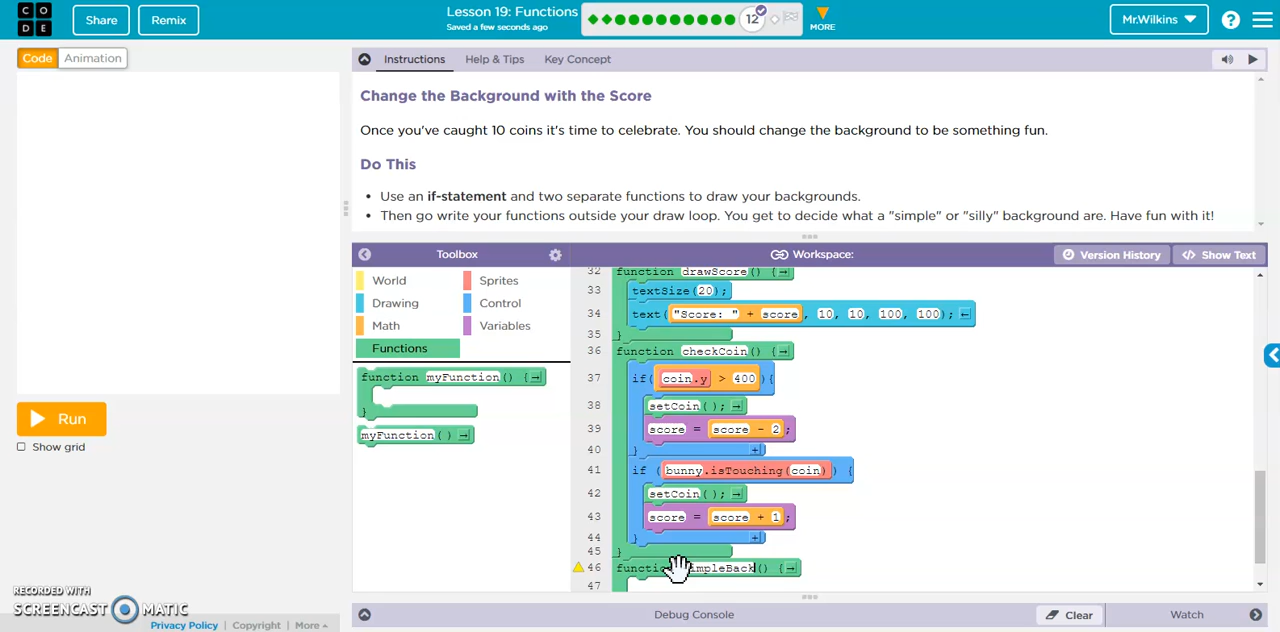 CODE
Share
Remix
Lesson 19: Functions
Saved a few seconds ago
12
MORE
Mr.Wilkins
?
Code
Animation
Instructions
Help & Tips
Key Concept
Change the Background with the Score
Once you've caught 10 coins it's time to celebrate. You should change the background to be something fun.
Do This
• Use an if-statement and two separate functions to draw your backgrounds.
• Then go write your functions outside your draw loop. You get to decide what a "simple" or "silly" background are. Have fun with it!
Toolbox
Workspace:
Version History
</> Show Text
World
Sprites
Drawing
Control
Math
Variables
Functions
function myFunction() {
}
myFunction()
32 function drawScore() {
33 textSize(20);
34 text("Score: " + score, 10, 10, 100, 100);
35 }
36 function checkCoin() {
37 if( coin.y > 400 ){
38 setCoin();
39 score = score - 2;
40 }
41 if ( bunny.isTouching(coin) ) {
42 setCoin();
43 score = score + 1;
44 }
45 }
46 functio impleBack() {
47
Run
Show grid
RECORDED WITH
SCREENCAST MATIC
Privacy Policy | Copyright | More
Debug Console
Clear
Watch